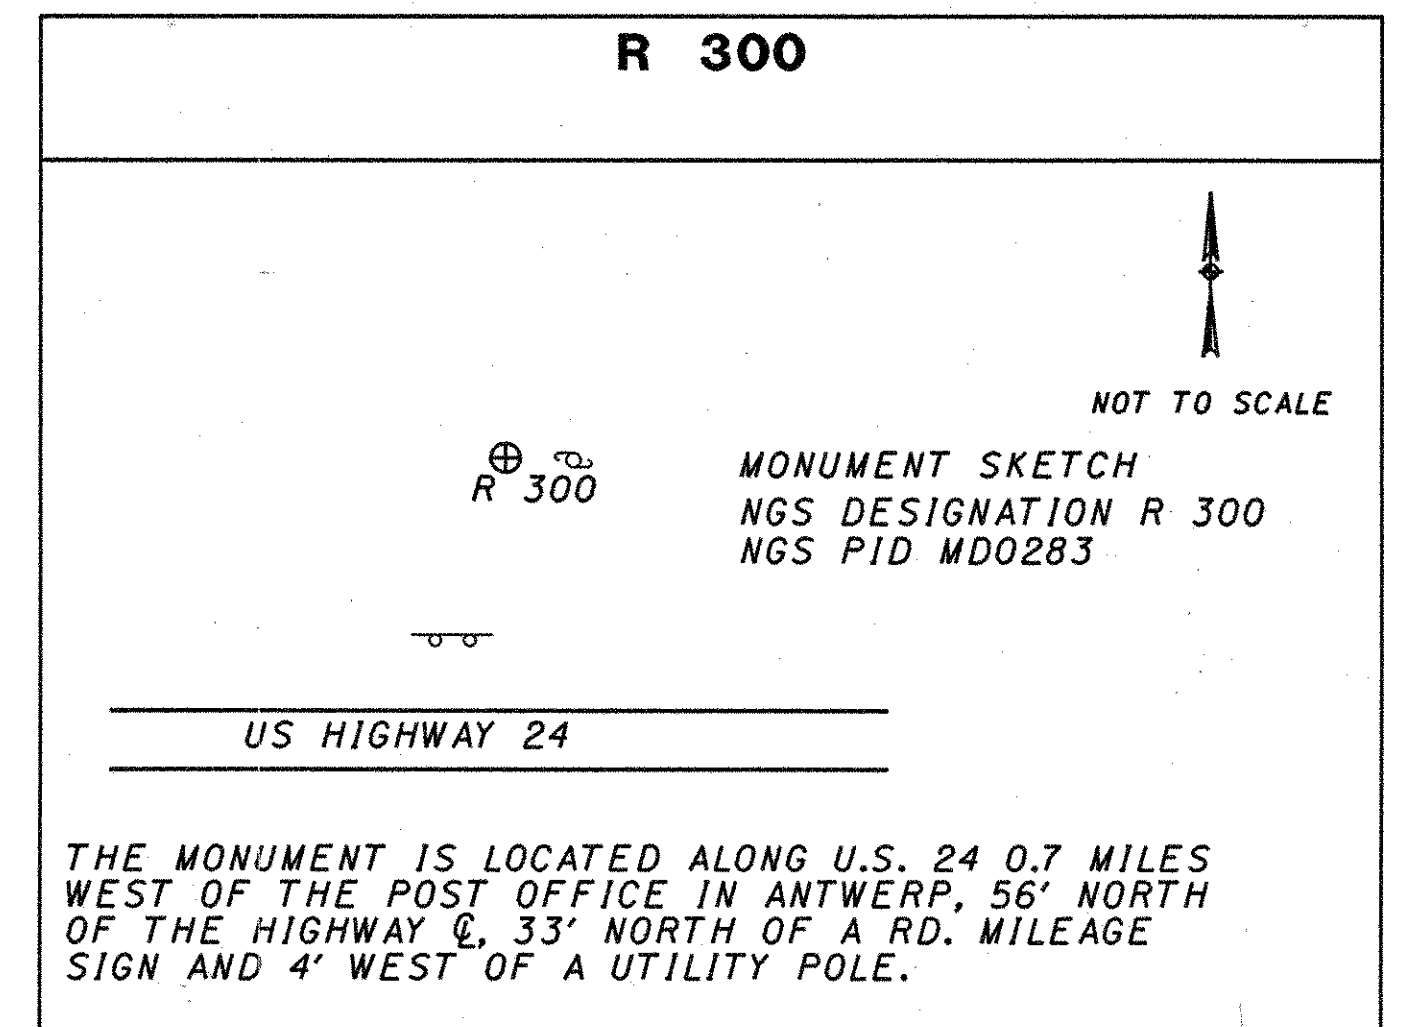 R 300
NOT TO SCALE
R 300
MONUMENT SKETCH
NGS DESIGNATION R 300
NGS PID MD0283
US HIGHWAY 24
THE MONUMENT IS LOCATED ALONG U.S. 24 0.7 MILES
WEST OF THE POST OFFICE IN ANTWERP, 56' NORTH
OF THE HIGHWAY ℄, 33' NORTH OF A RD. MILEAGE
SIGN AND 4' WEST OF A UTILITY POLE.